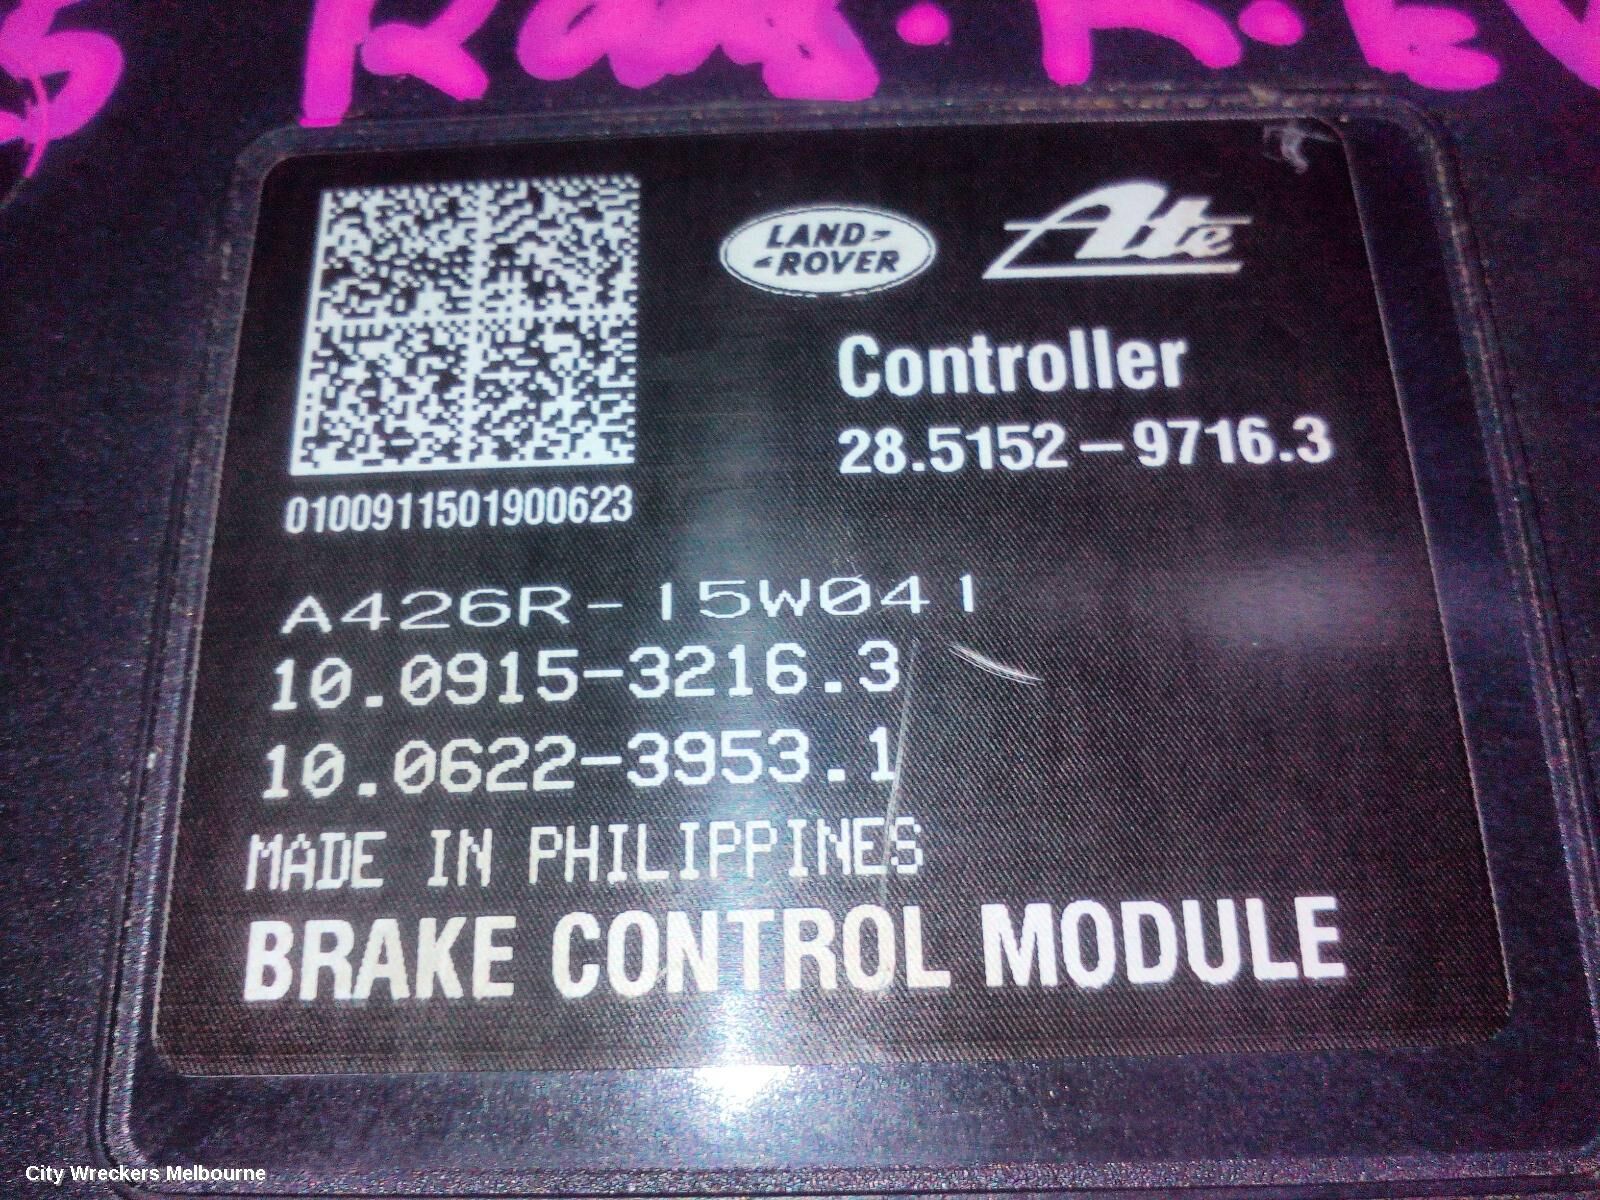 LAND-
-ROVER
Ate
Controller
28.5152-9716.3
0100911501900623
A426R-15W041
10.0915-3216.3
10.0622-3953.1
MADE IN PHILIPPINES
BRAKE CONTROL MODULE
City Wreckers Melbourne